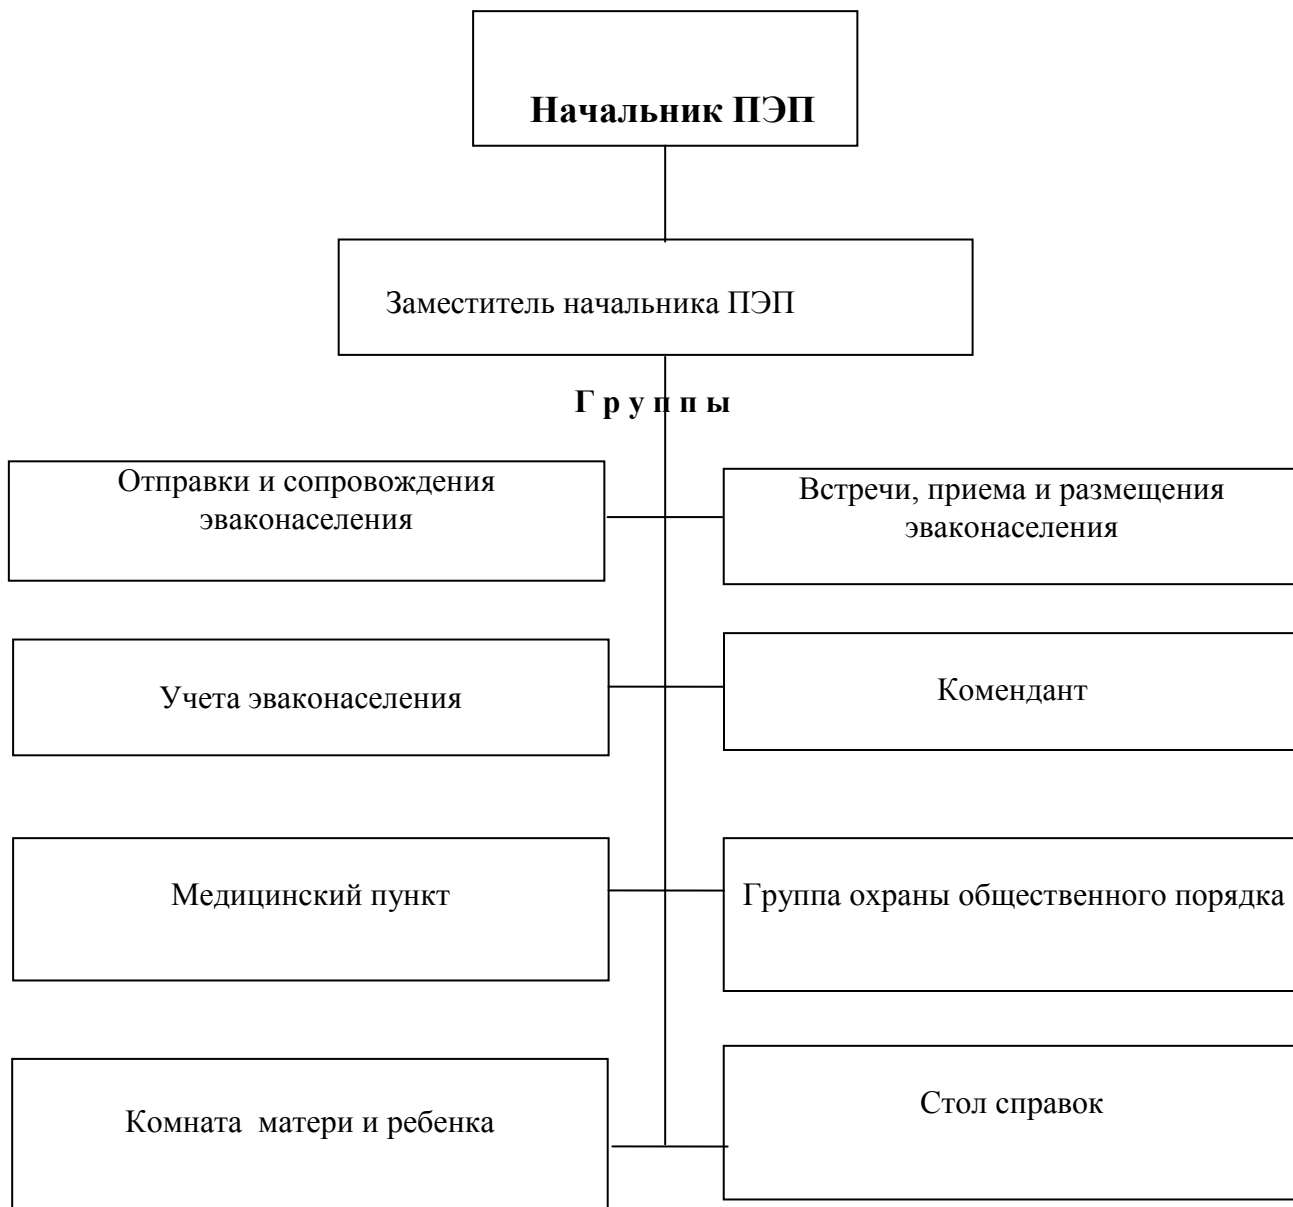 Начальник ПЭП
Заместитель начальника ПЭП
Г р у п п ы
Отправки и сопровождения
эваконаселения
Встречи, приема и размещения
эваконаселения
Учета эваконаселения
Комендант
Медицинский пункт
Группа охраны общественного порядка
Комната матери и ребенка
Стол справок